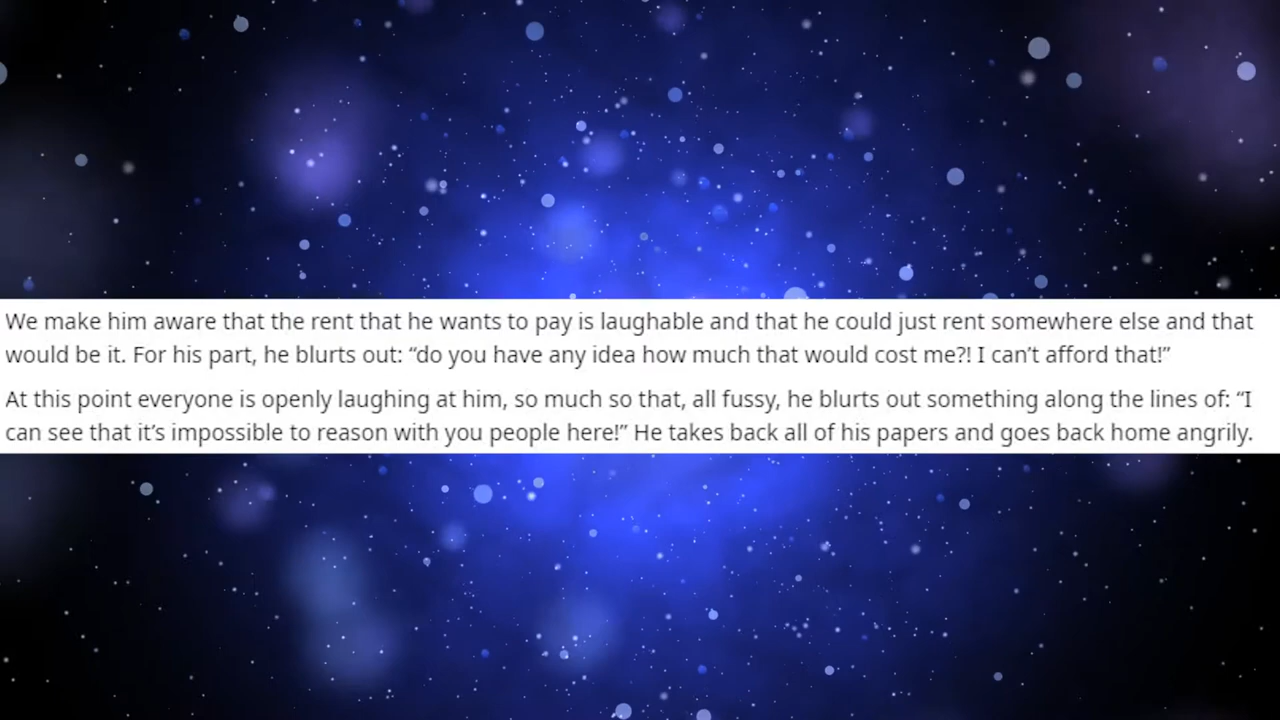 We make him aware that the rent that he wants to pay is laughable and that he could just rent somewhere else and that
would be it. For his part, he blurts out: “do you have any idea how much that would cost me?! I can’t afford that!”
At this point everyone is openly laughing at him, so much so that, all fussy, he blurts out something along the lines of: “I
can see that it’s impossible to reason with you people here!” He takes back all of his papers and goes back home angrily.